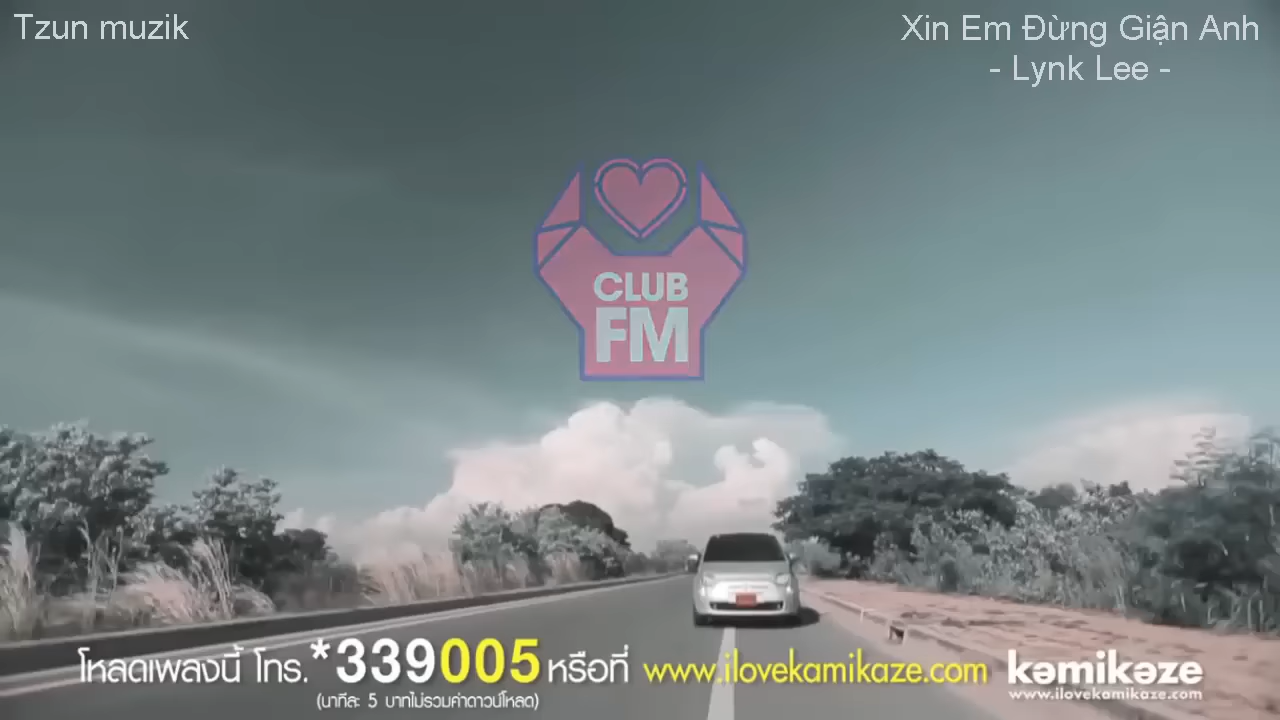 Tzun muzik
Xin Em Đừng Giận Anh
- Lynk Lee -
CLUB
FM
โหลดเพลงนี้ โทร. *339005 หรือที่ www.ilovekamikaze.com
(นาทีละ 5 บาทไม่รวมค่าดาวน์โหลด)
kamikaze
www.ilovekamikaze.com